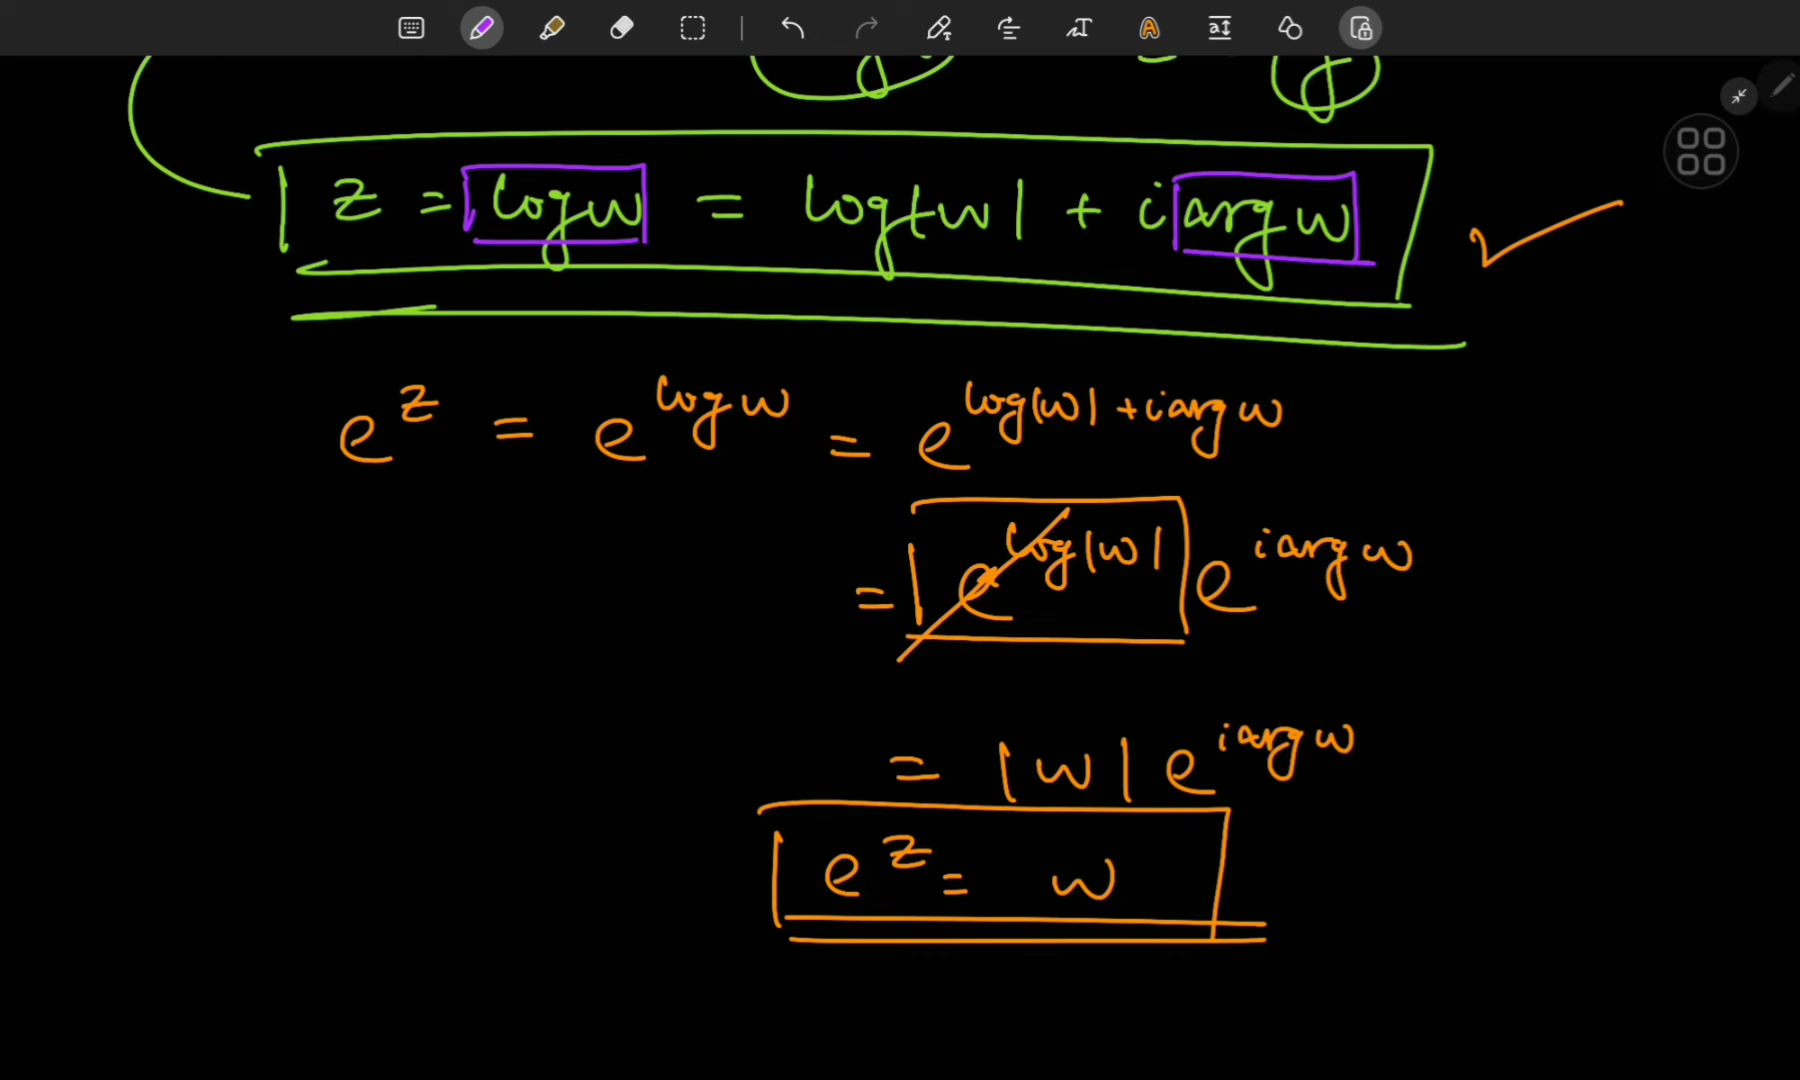 z = log w = log|w| + i arg w
e^z = e^{log w} = e^{log|w| + i arg w}
= e^{log|w|} e^{i arg w}
= |w| e^{i arg w}
e^z = w